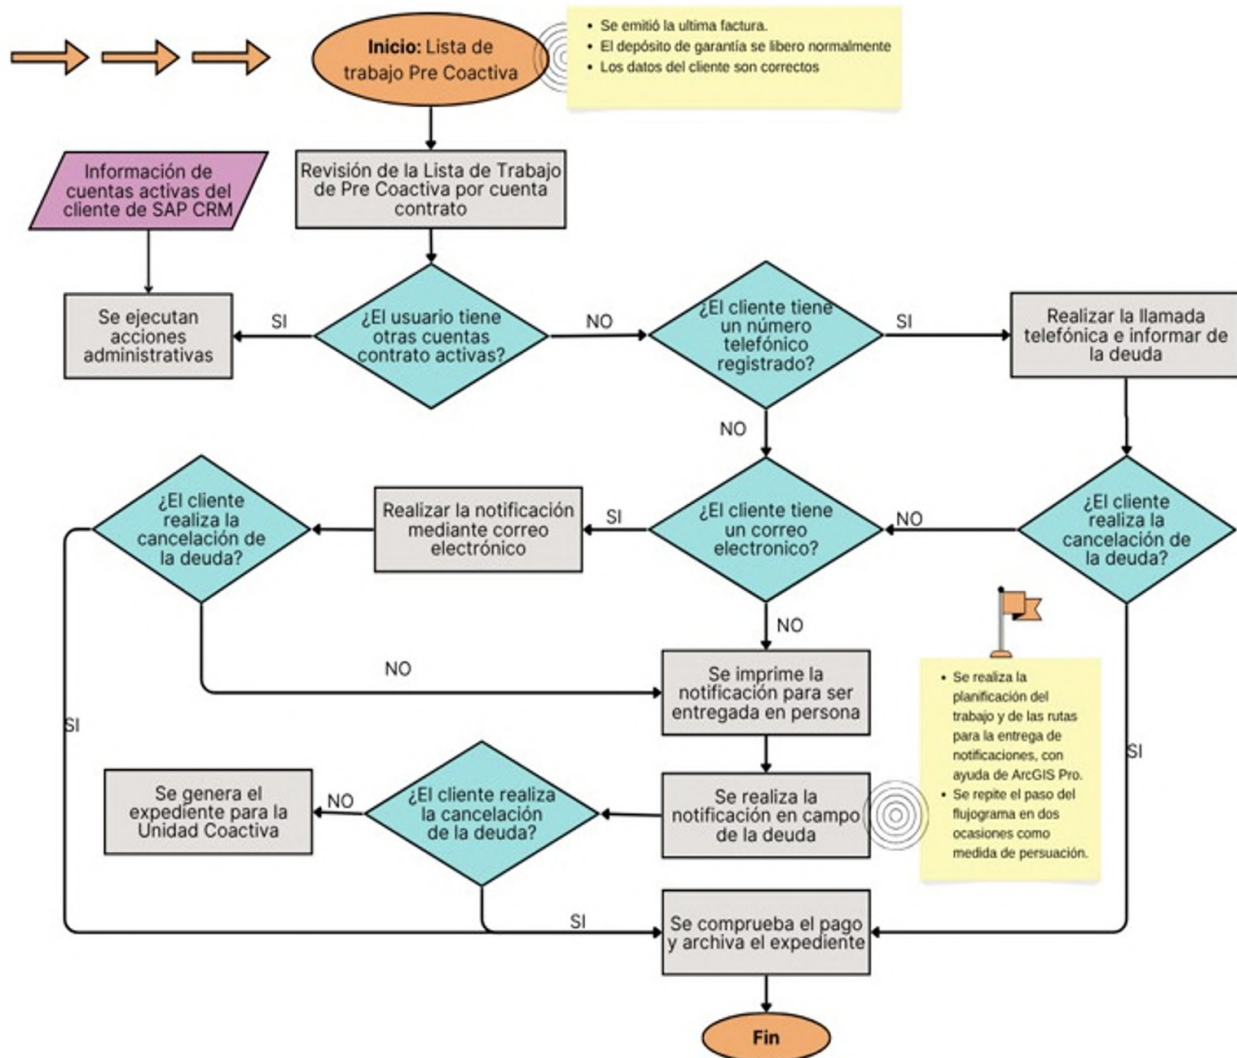 Inicio: Lista de
trabajo Pre Coactiva
Se emitió la ultima factura.
El depósito de garantía se libero normalmente
Los datos del cliente son correctos
Información de
cuentas activas del
cliente de SAP CRM
Revisión de la Lista de Trabajo
de Pre Coactiva por cuenta
contrato
Se ejecutan
acciones
administrativas
SI
¿El usuario tiene
otras cuentas
contrato activas?
NO
¿El cliente tiene
un número
telefónico
registrado?
SI
Realizar la llamada
telefónica e informar de
la deuda
NO
¿El cliente
realiza la
cancelación de
la deuda?
Realizar la notificación
mediante correo
electrónico
SI
¿El cliente tiene
un correo
electronico?
NO
¿El cliente
realiza la
cancelación de
la deuda?
NO
NO
Se imprime la
notificación para ser
entregada en persona
Se realiza la
planificación del
trabajo y de las rutas
para la entrega de
notificaciones, con
ayuda de ArcGIS Pro.
Se repite el paso del
flujograma en dos
ocasiones como
medida de persuación.
SI
SI
Se genera el
expediente para la
Unidad Coactiva
NO
¿El cliente realiza
la cancelación
de la deuda?
Se realiza la
notificación en campo
de la deuda
SI
Se comprueba el pago
y archiva el expediente
Fin